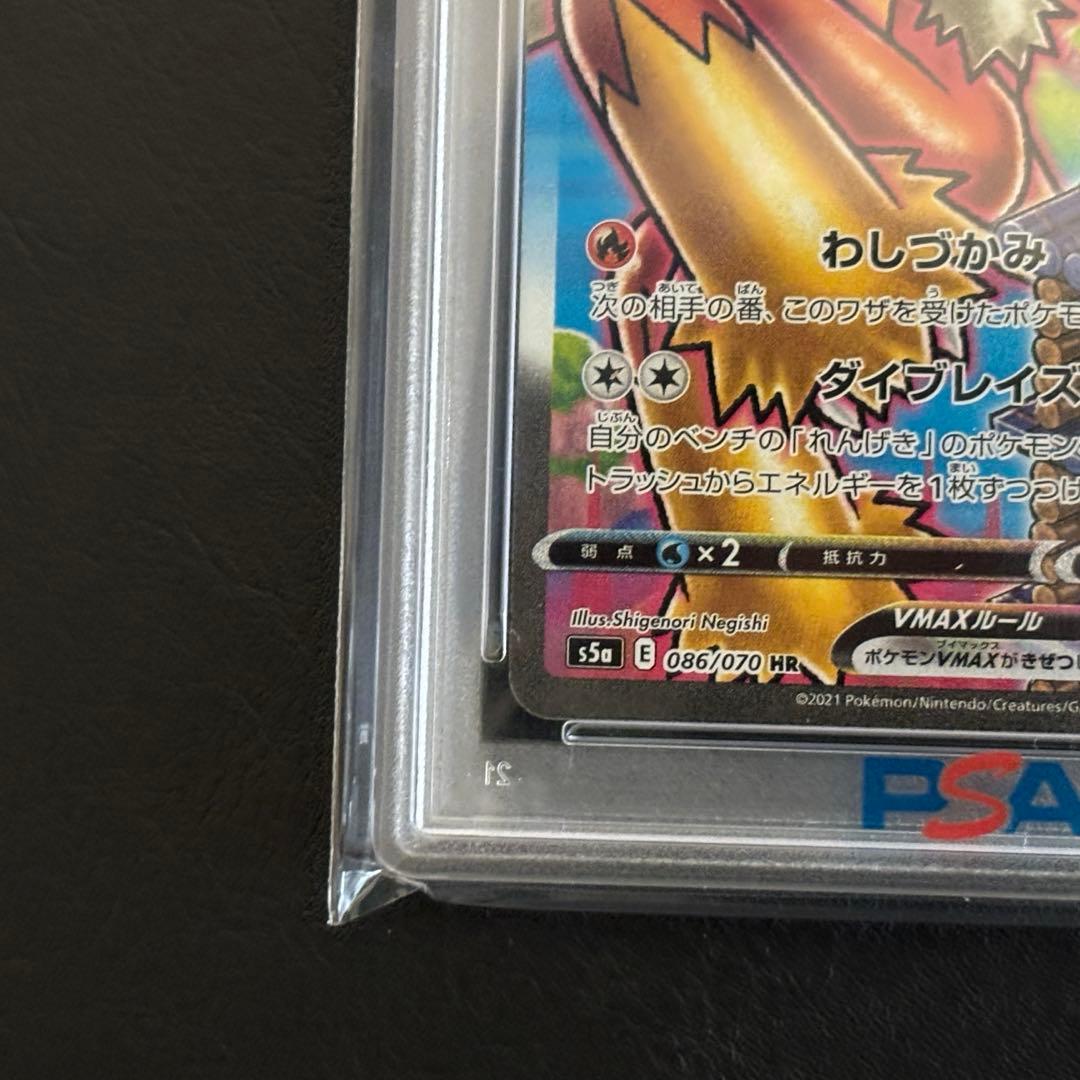 わしづかみ
つぎ あいて ばん う
次の相手の番、このワザを受けたポケモ
ダイブレイズ
じぶん
自分のベンチの「れんげき」のポケモン
まい
トラッシュからエネルギーを1枚ずつつけ
弱点 ×2 抵抗力
Illus.Shigenori Negishi
VMAXルール
s5a E 086/070 HR
ブイマックス
ポケモンVMAXがきぜつし
©2021 Pokémon/Nintendo/Creatures/G
21
PSA